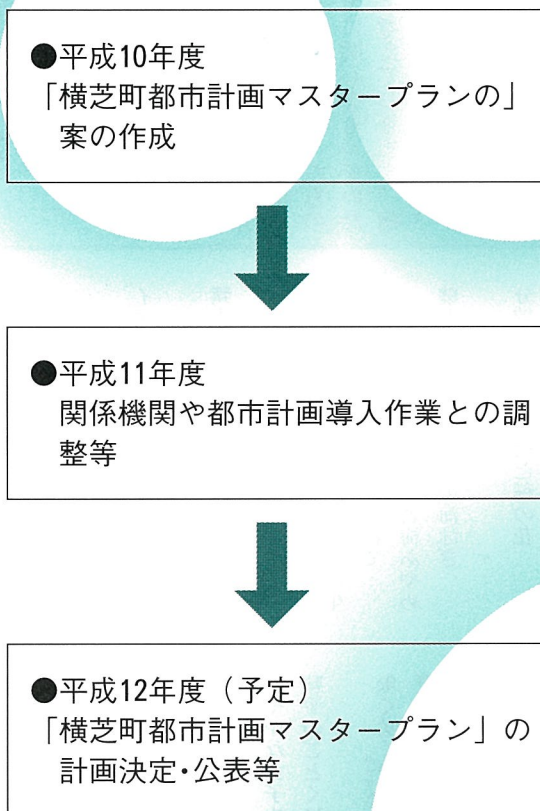 ●平成10年度
「横芝町都市計画マスタープランの」
案の作成
●平成11年度
関係機関や都市計画導入作業との調
整等
●平成12年度（予定）
「横芝町都市計画マスタープラン」の
計画決定・公表等